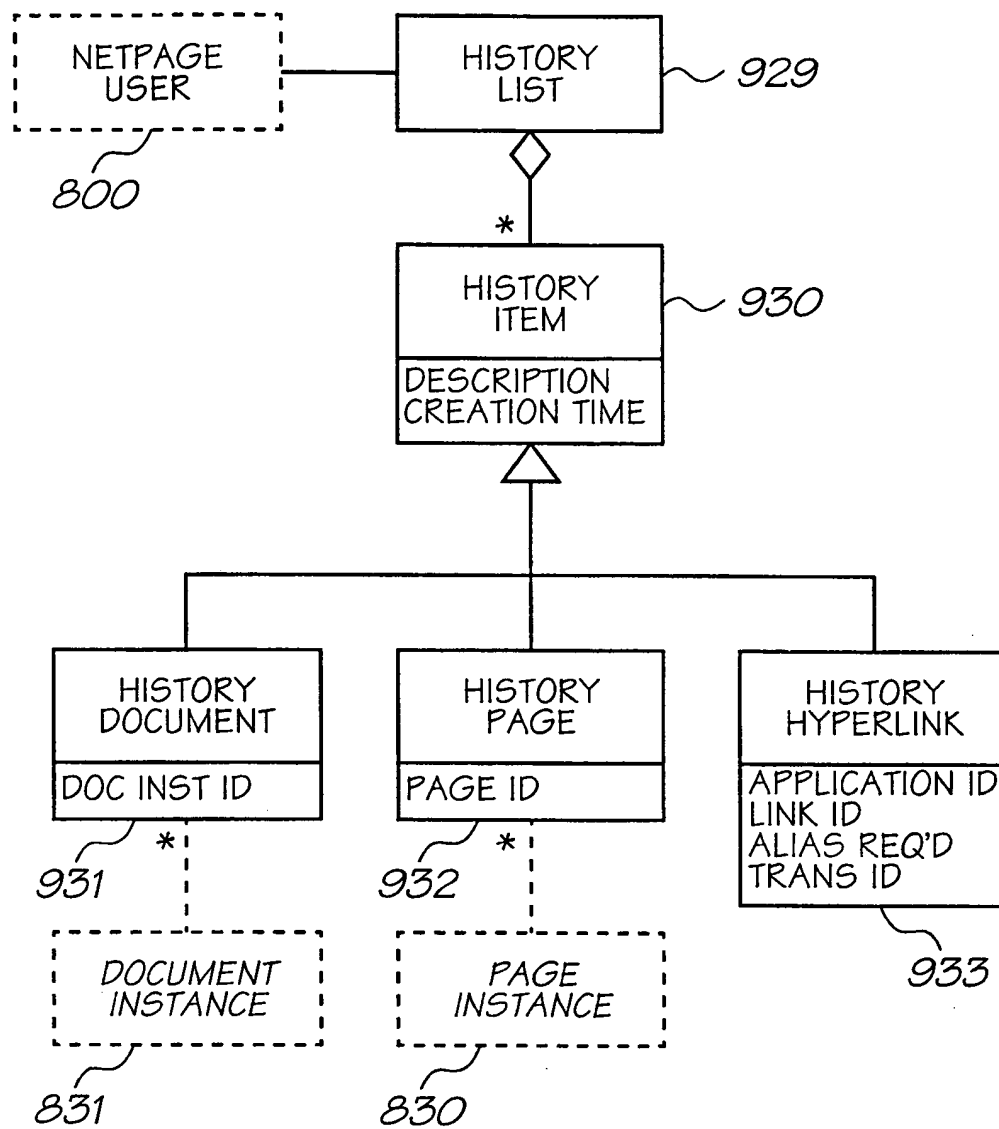 NETPAGE
USER
800
HISTORY
LIST
929
*
HISTORY
ITEM
930
DESCRIPTION
CREATION TIME
HISTORY
DOCUMENT
DOC INST ID
931
*
HISTORY
PAGE
PAGE ID
932
*
HISTORY
HYPERLINK
APPLICATION ID
LINK ID
ALIAS REQ'D
TRANS ID
933
DOCUMENT
INSTANCE
831
PAGE
INSTANCE
830